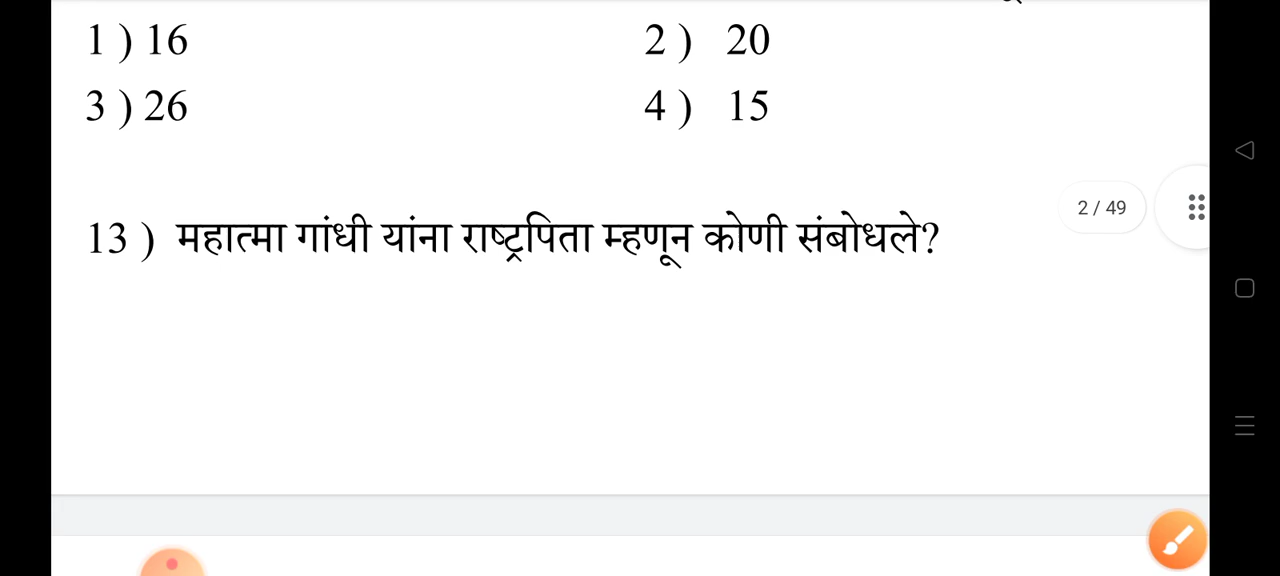 1 ) 16 2 ) 20
3 ) 26 4 ) 15
13 ) महात्मा गांधी यांना राष्ट्रपिता म्हणून कोणी संबोधले?
2 / 49